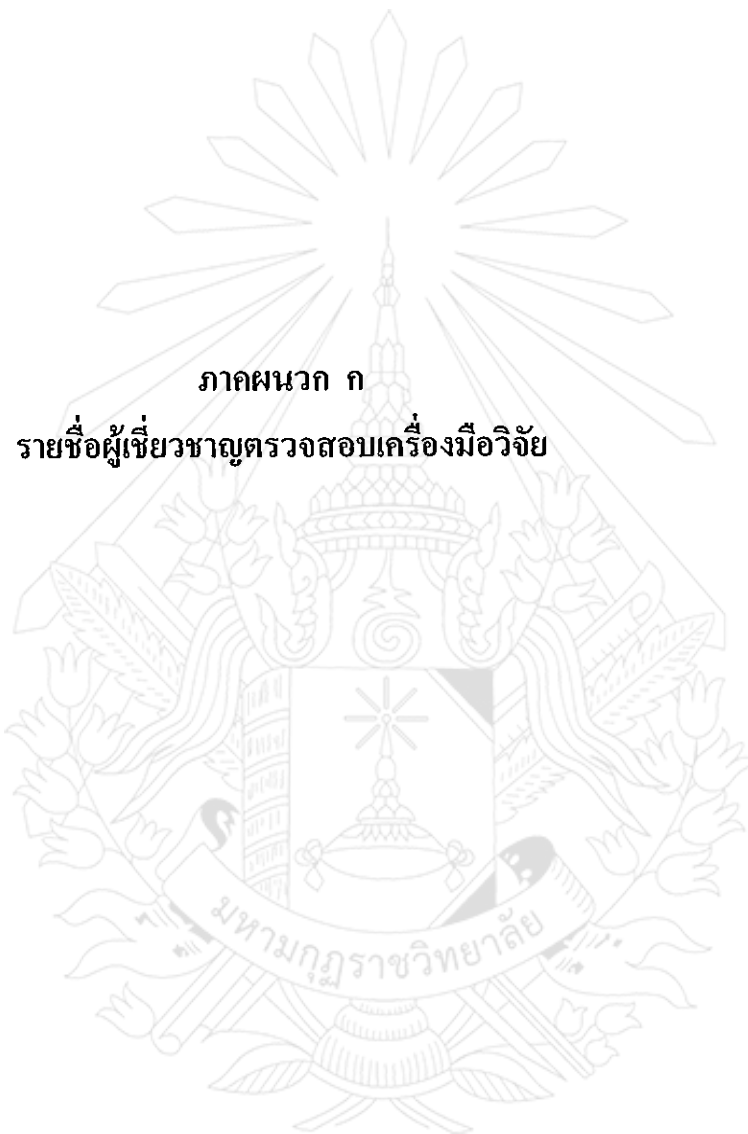 ภาคผนวก ก
รายชื่อผู้เชี่ยวชาญตรวจสอบเครื่องมือวิจัย
มหามกุฏราชวิทยาลัย